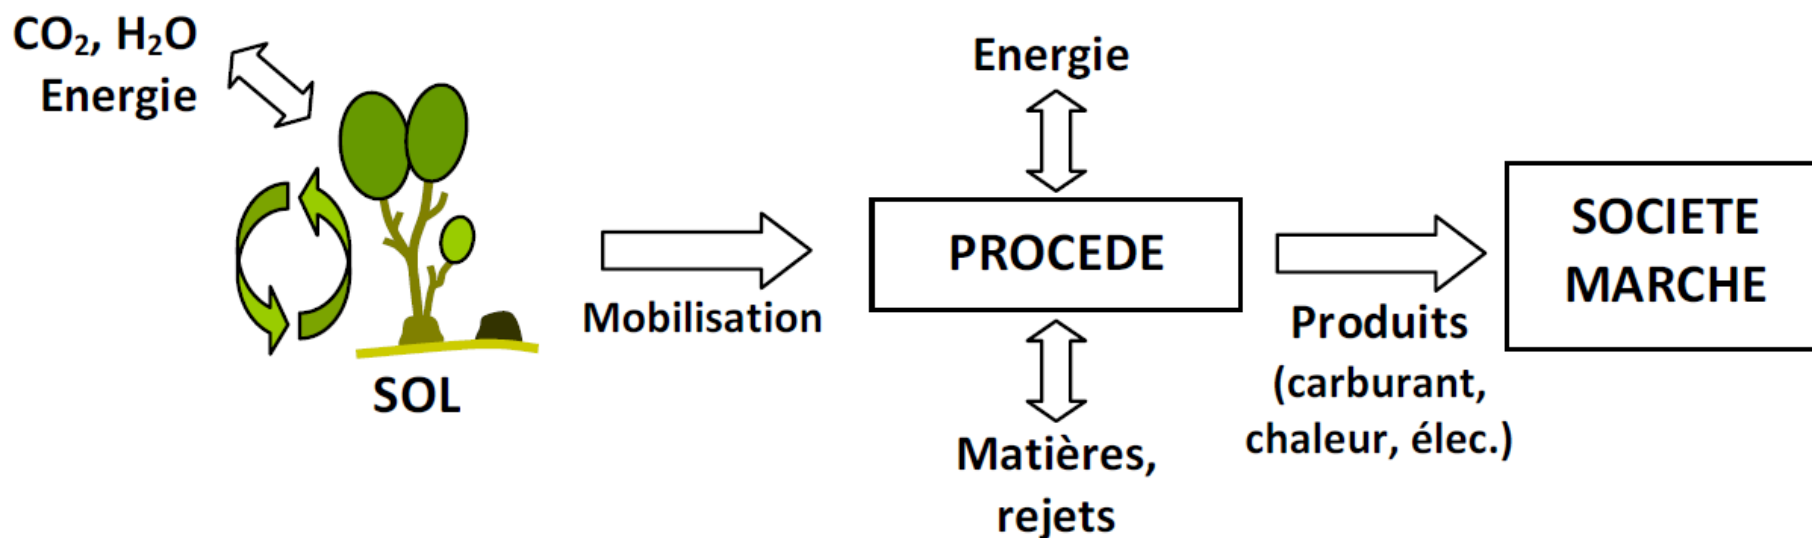 CO₂, H₂O
Energie
SOL
Mobilisation
Energie
PROCEDE
Matières,
rejets
Produits
(carburant,
chaleur, élec.)
SOCIETE
MARCHE